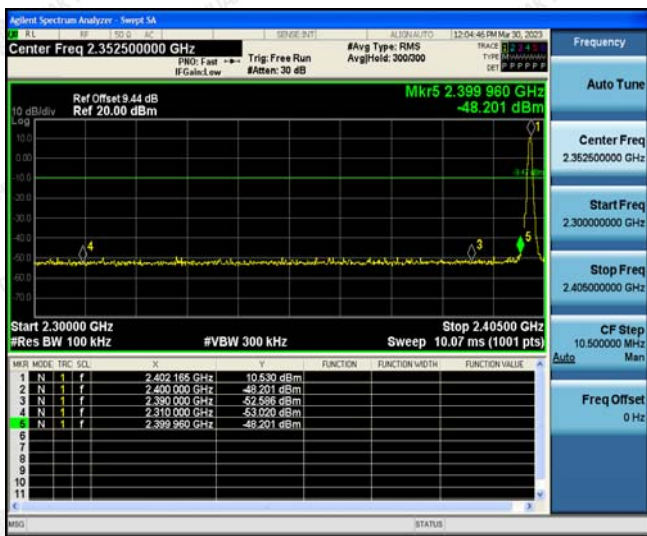 Agilent Spectrum Analyzer - Swept SA
RL RF 50 Ω AC SENSE:INT ALIGN AUTO 12:04:46 PM Mar 30, 2023
Center Freq 2.352500000 GHz
PNO: Fast
IFGain:Low
Trig: Free Run
#Atten: 30 dB
#Avg Type: RMS
Avg|Hold: 300/300
TRACE 1 2 3 4 5 6
TYPE M
DET P P P P P P
Mkr5 2.399 960 GHz
-48.201 dBm
Ref Offset 9.44 dB
Ref 20.00 dBm
10 dB/div
Log
10.0
0.00
-10.0
-20.0
-30.0
-40.0
-50.0
-60.0
-70.0
1
4
3
5
Start 2.30000 GHz
Stop 2.40500 GHz
#Res BW 100 kHz #VBW 300 kHz Sweep 10.07 ms (1001 pts)
MKR MODE TRC SCL X Y FUNCTION FUNCTION WIDTH FUNCTION VALUE
1 N 1 f 2.402 165 GHz 10.530 dBm
2 N 1 f 2.400 000 GHz -48.201 dBm
3 N 1 f 2.390 000 GHz -52.586 dBm
4 N 1 f 2.310 000 GHz -53.020 dBm
5 N 1 f 2.399 960 GHz -48.201 dBm
6
7
8
9
10
11
MSG STATUS
Frequency
Auto Tune
Center Freq
2.352500000 GHz
Start Freq
2.300000000 GHz
Stop Freq
2.405000000 GHz
CF Step
10.500000 MHz
Auto Man
Freq Offset
0 Hz